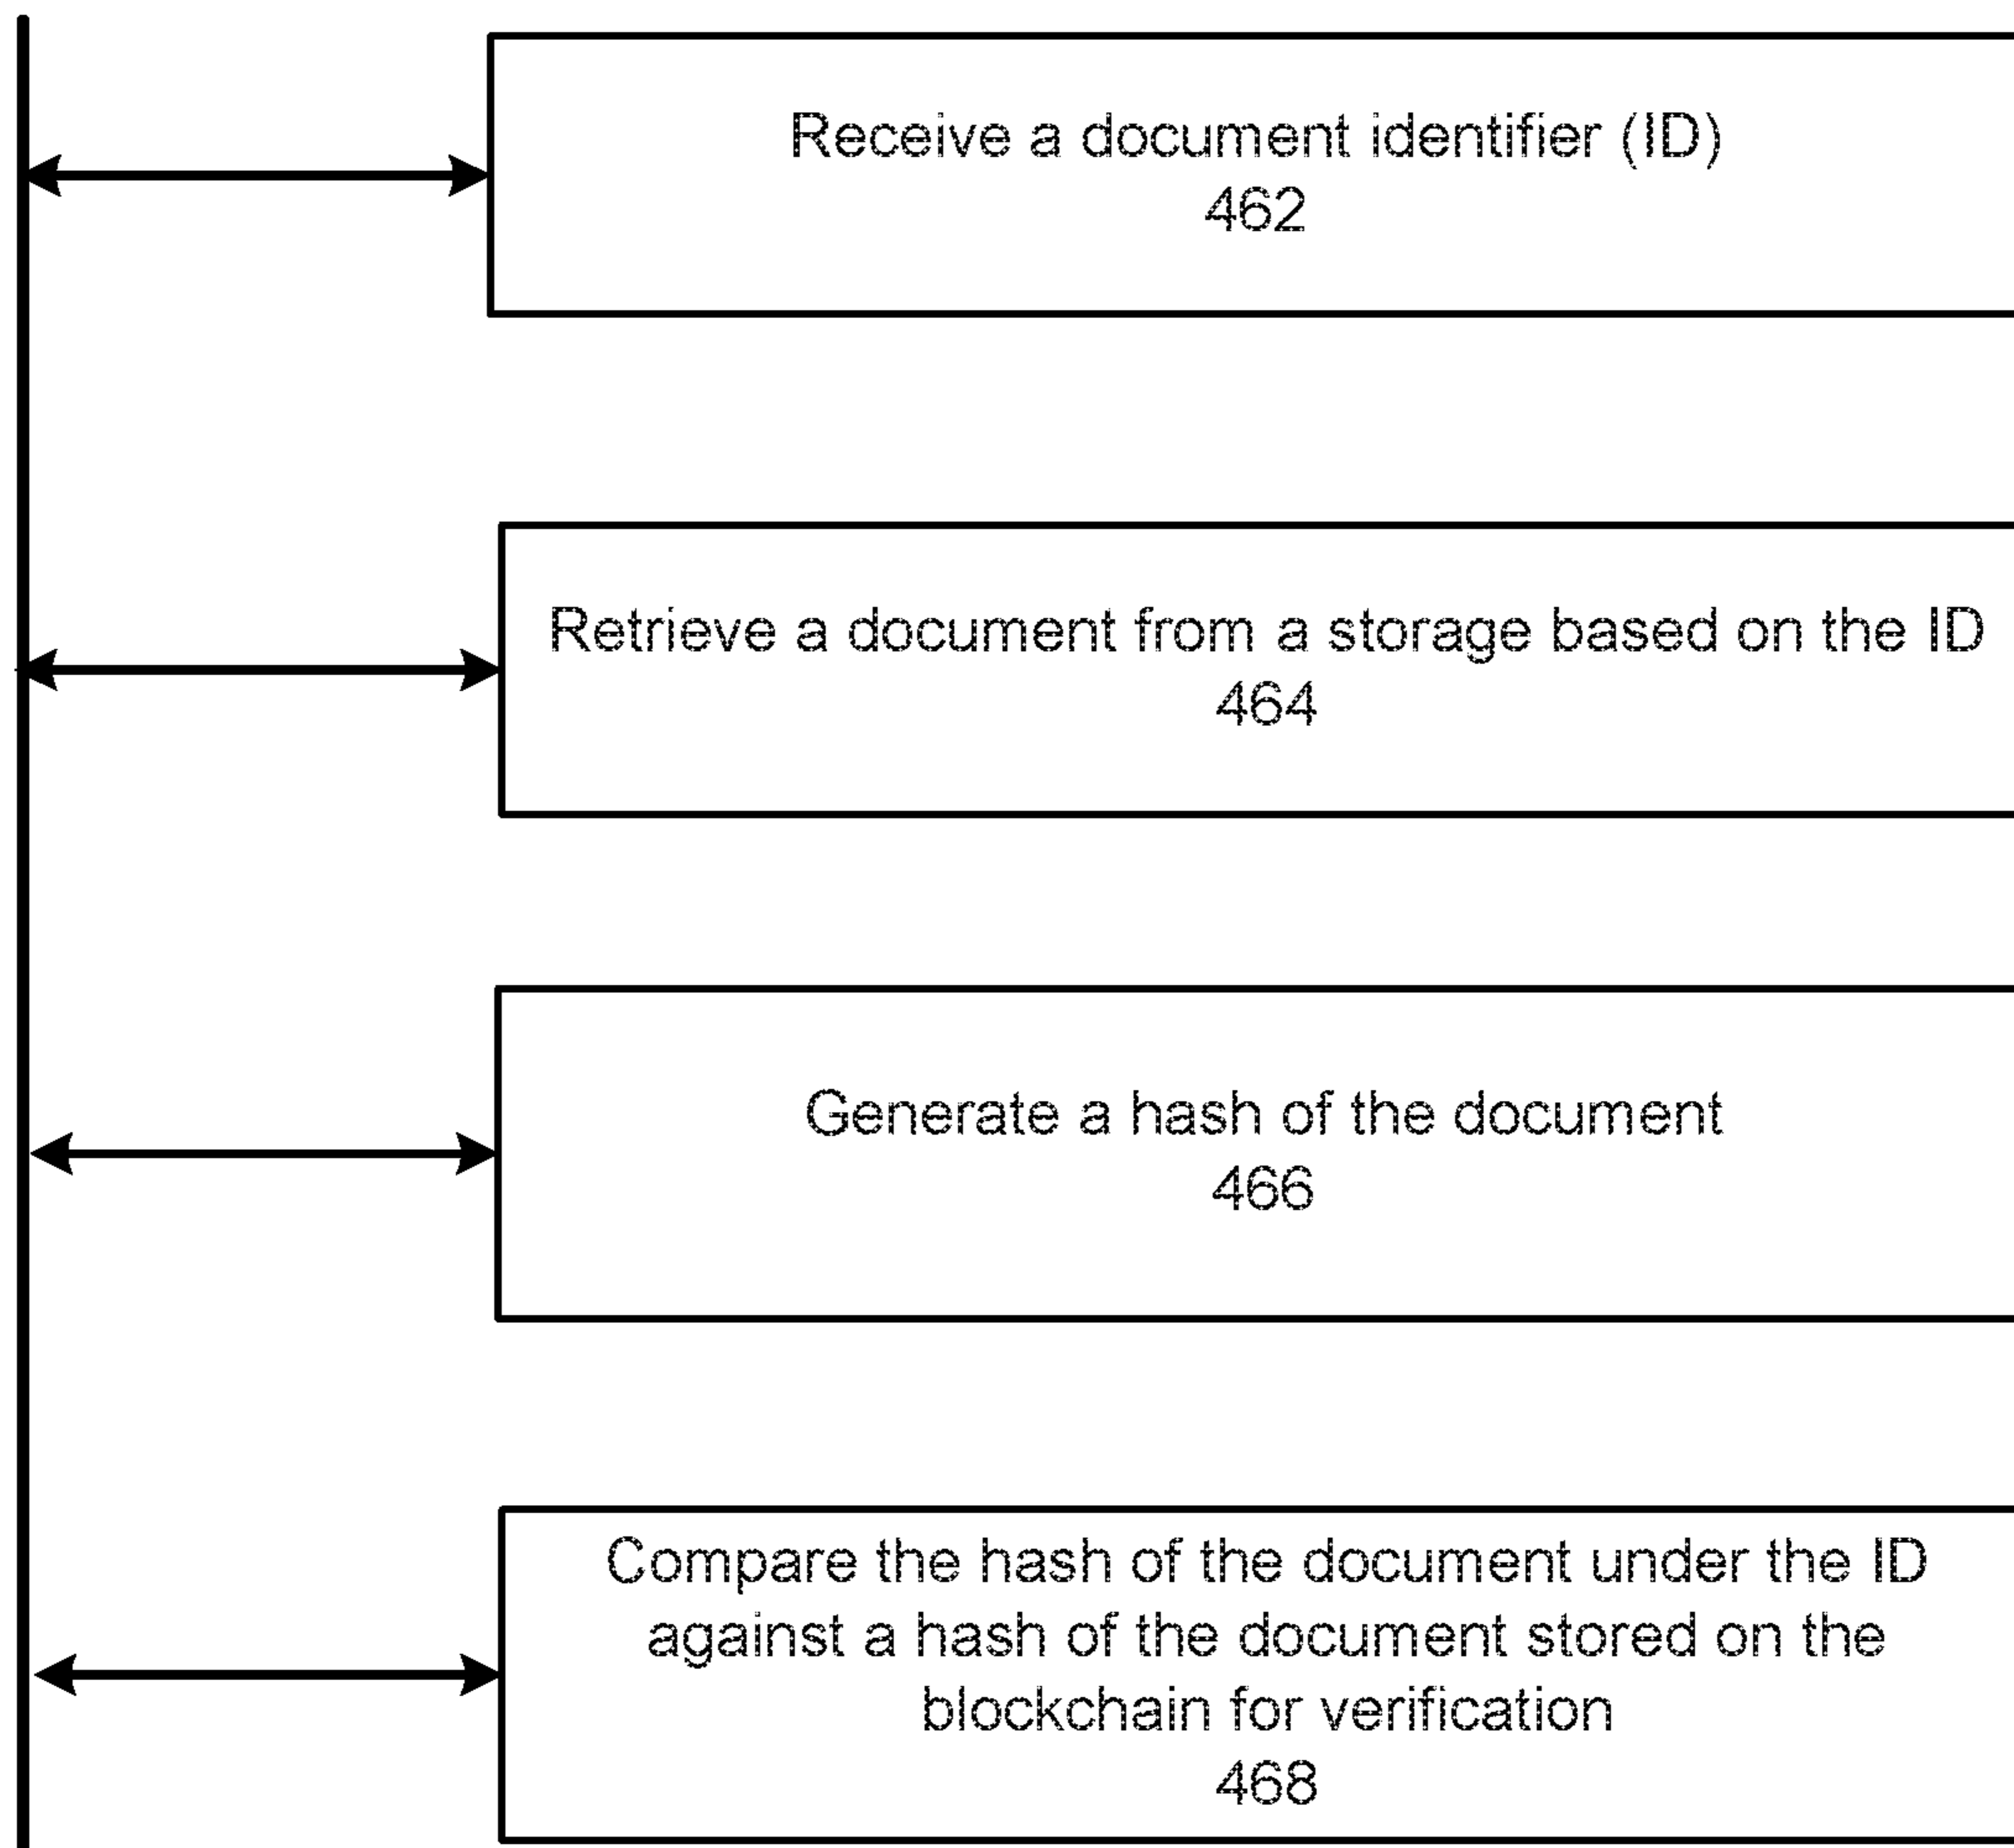 Receive a document identifier (ID)
462
Retrieve a document from a storage based on the ID
464
Generate a hash of the document
466
Compare the hash of the document under the ID
against a hash of the document stored on the
blockchain for verification
468